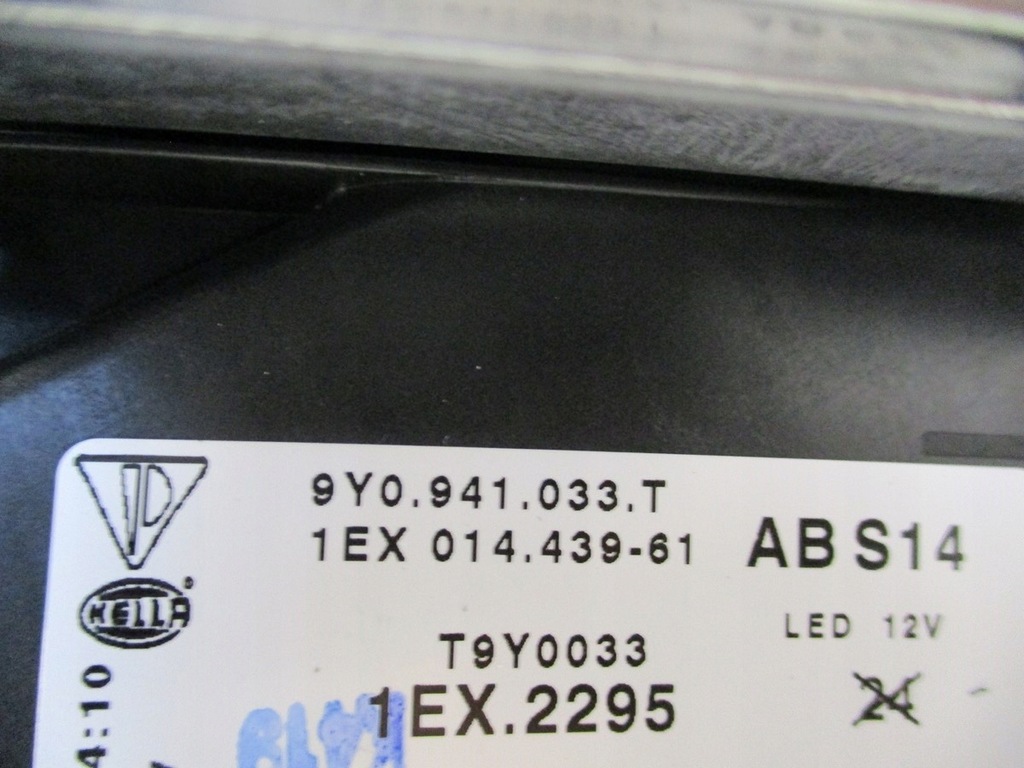 9Y0.941.033.T
1EX 014.439-61
AB S14
HELLA
LED 12V
T9Y0033
24
1EX.2295
4:10